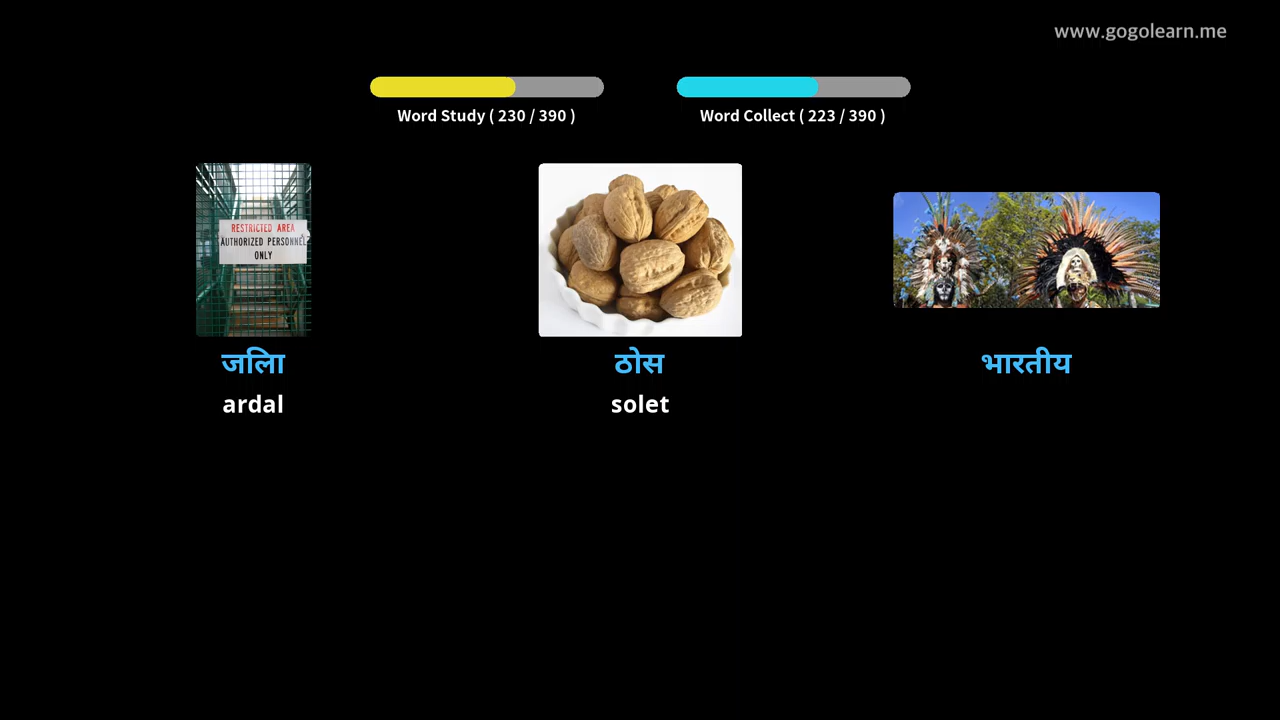 www.gogolearn.me
Word Study ( 230 / 390 )
Word Collect ( 223 / 390 )
RESTRICTED AREA
AUTHORIZED PERSONNEL
ONLY
जिला
ठोस
भारतीय
ardal
solet